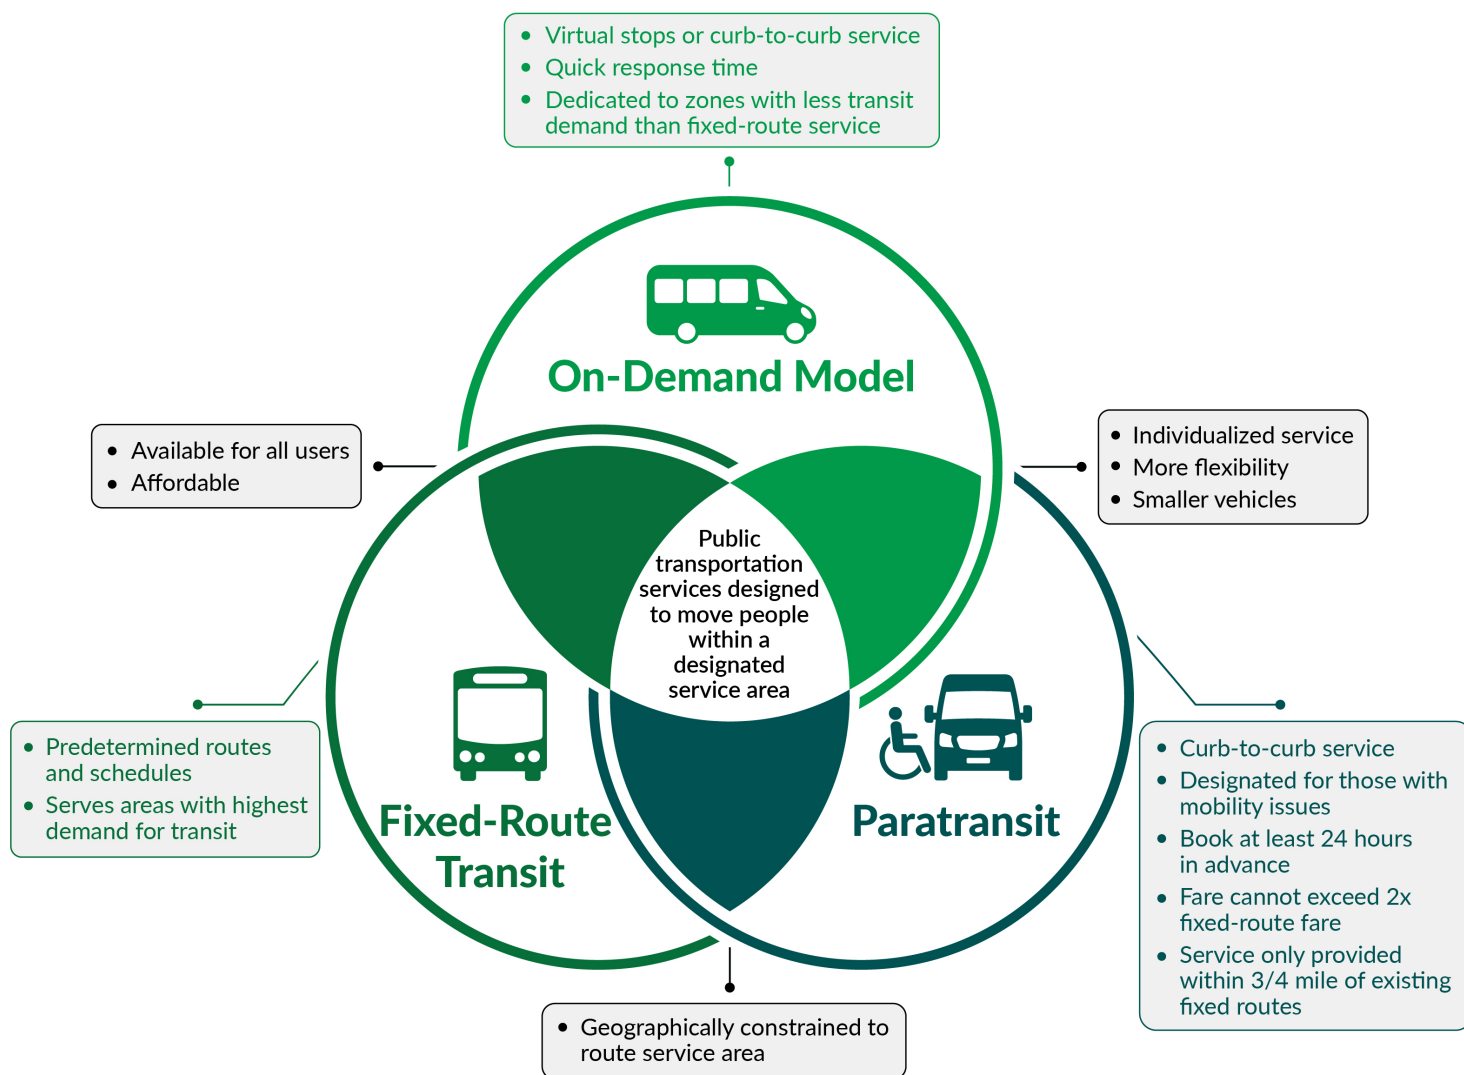 • Virtual stops or curb-to-curb service
• Quick response time
• Dedicated to zones with less transit
demand than fixed-route service
On-Demand Model
• Available for all users
• Affordable
• Individualized service
• More flexibility
• Smaller vehicles
Public
transportation
services designed
to move people
within a
designated
service area
• Predetermined routes
and schedules
• Serves areas with highest
demand for transit
Fixed-Route
Transit
Paratransit
• Curb-to-curb service
• Designated for those with
mobility issues
• Book at least 24 hours
in advance
• Fare cannot exceed 2x
fixed-route fare
• Service only provided
within 3/4 mile of existing
fixed routes
• Geographically constrained to
route service area